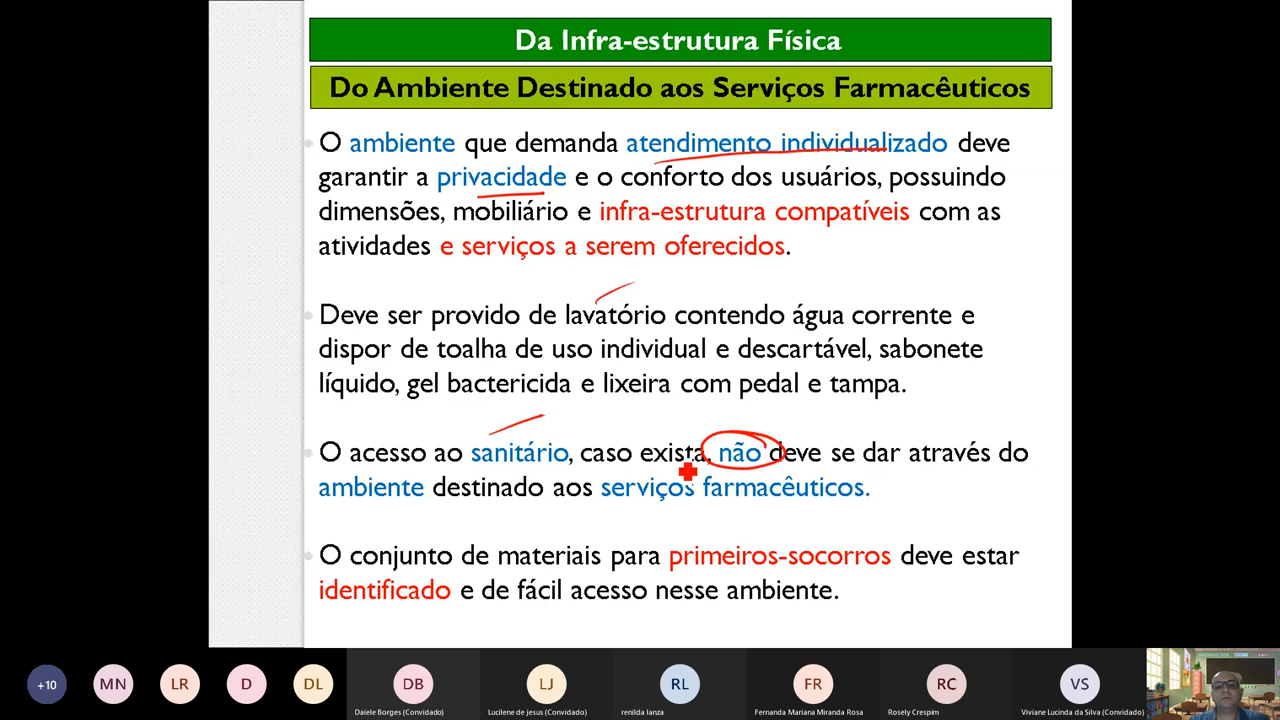 Da Infra-estrutura Física
Do Ambiente Destinado aos Serviços Farmacêuticos
O ambiente que demanda atendimento individualizado deve
garantir a privacidade e o conforto dos usuários, possuindo
dimensões, mobiliário e infra-estrutura compatíveis com as
atividades e serviços a serem oferecidos.
Deve ser provido de lavatório contendo água corrente e
dispor de toalha de uso individual e descartável, sabonete
líquido, gel bactericida e lixeira com pedal e tampa.
O acesso ao sanitário, caso exista, não deve se dar através do
ambiente destinado aos serviços farmacêuticos.
O conjunto de materiais para primeiros-socorros deve estar
identificado e de fácil acesso nesse ambiente.
+10 MN LR D DL DB LJ RL FR RC VS
Daiele Borges (Convidado) Lucilene de jesus (Convidado) renilda lanza Fernanda Mariana Miranda Rosa Rosely Crespim Viviane Lucinda da Silva (Convidado)